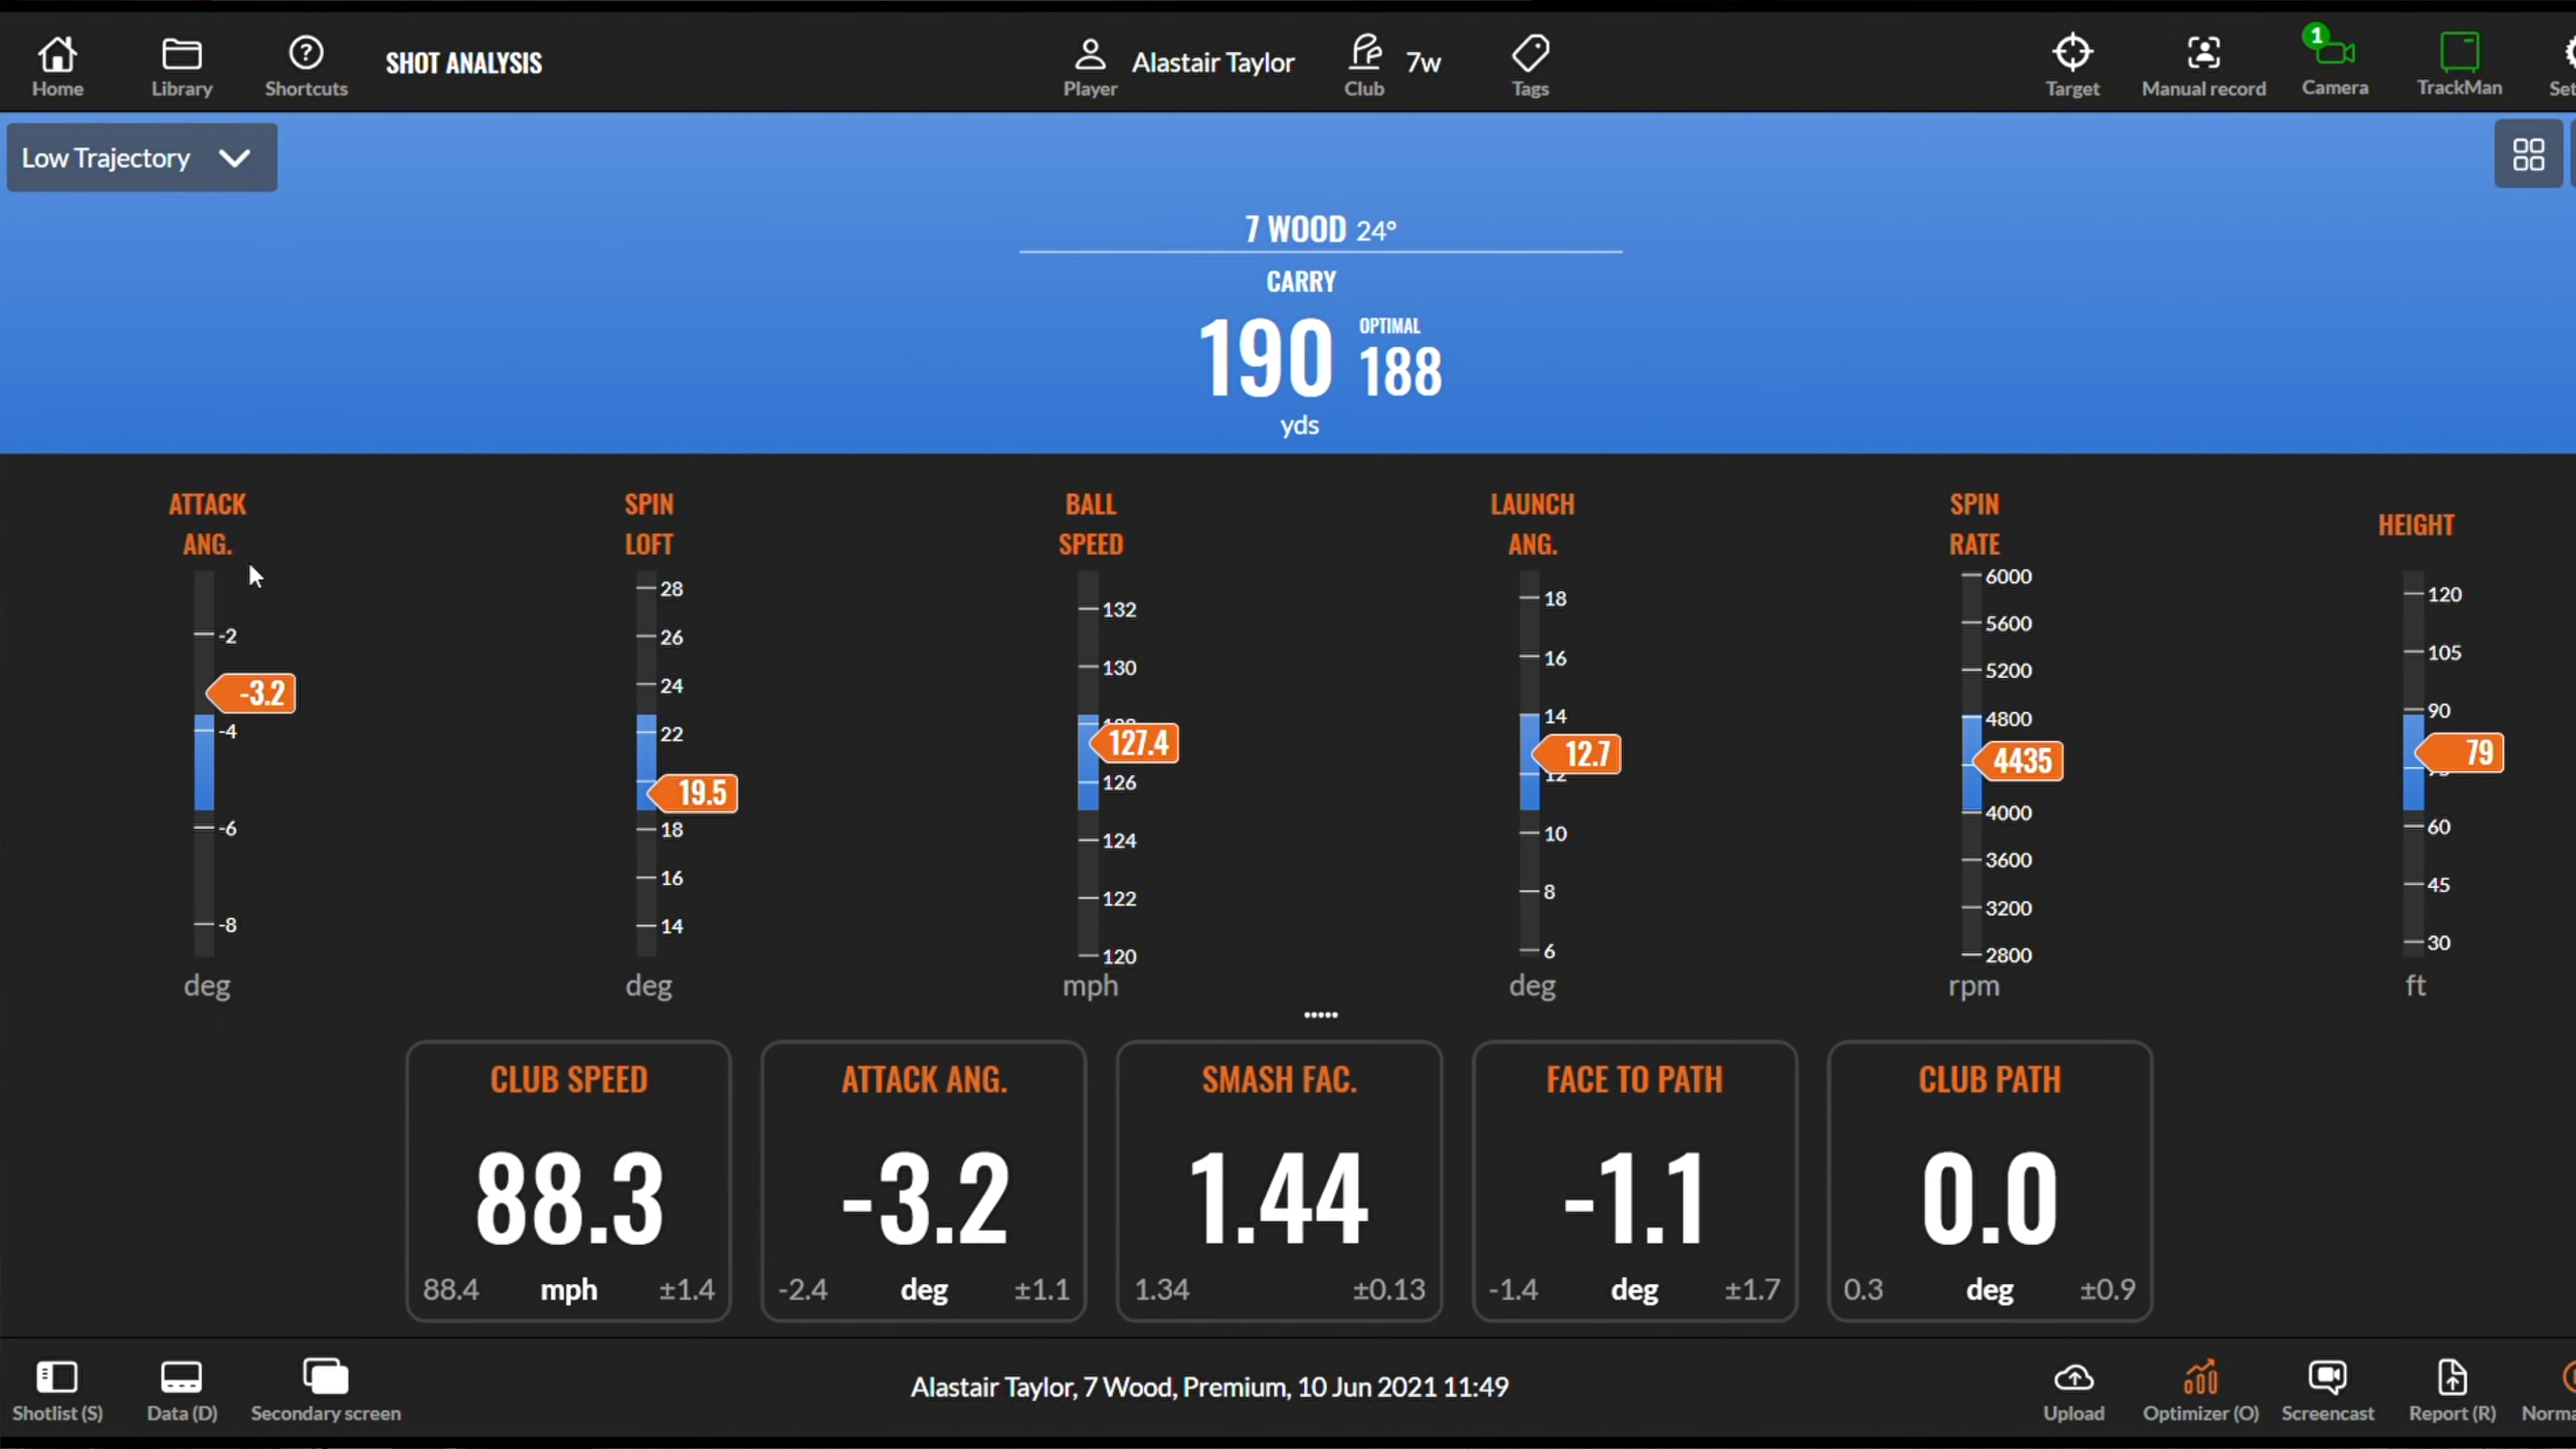 Home
Library
Shortcuts
SHOT ANALYSIS
Player
Alastair Taylor
Club
7w
Tags
Target
Manual record
1
Camera
TrackMan
Low Trajectory
7 WOOD 24°
CARRY
190
OPTIMAL
188
yds
ATTACK
ANG.
-2
-3.2
-4
-6
-8
deg
SPIN
LOFT
28
26
24
22
19.5
18
16
14
deg
BALL
SPEED
132
130
127.4
126
124
122
120
mph
LAUNCH
ANG.
18
16
14
12.7
12
10
8
6
deg
SPIN
RATE
6000
5600
5200
4800
4435
4000
3600
3200
2800
rpm
HEIGHT
120
105
90
79
60
45
30
ft
CLUB SPEED
88.3
88.4 mph ±1.4
ATTACK ANG.
-3.2
-2.4 deg ±1.1
SMASH FAC.
1.44
1.34 ±0.13
FACE TO PATH
-1.1
-1.4 deg ±1.7
CLUB PATH
0.0
0.3 deg ±0.9
Shotlist (S)
Data (D)
Secondary screen
Alastair Taylor, 7 Wood, Premium, 10 Jun 2021 11:49
Upload
Optimizer (O)
Screencast
Report (R)